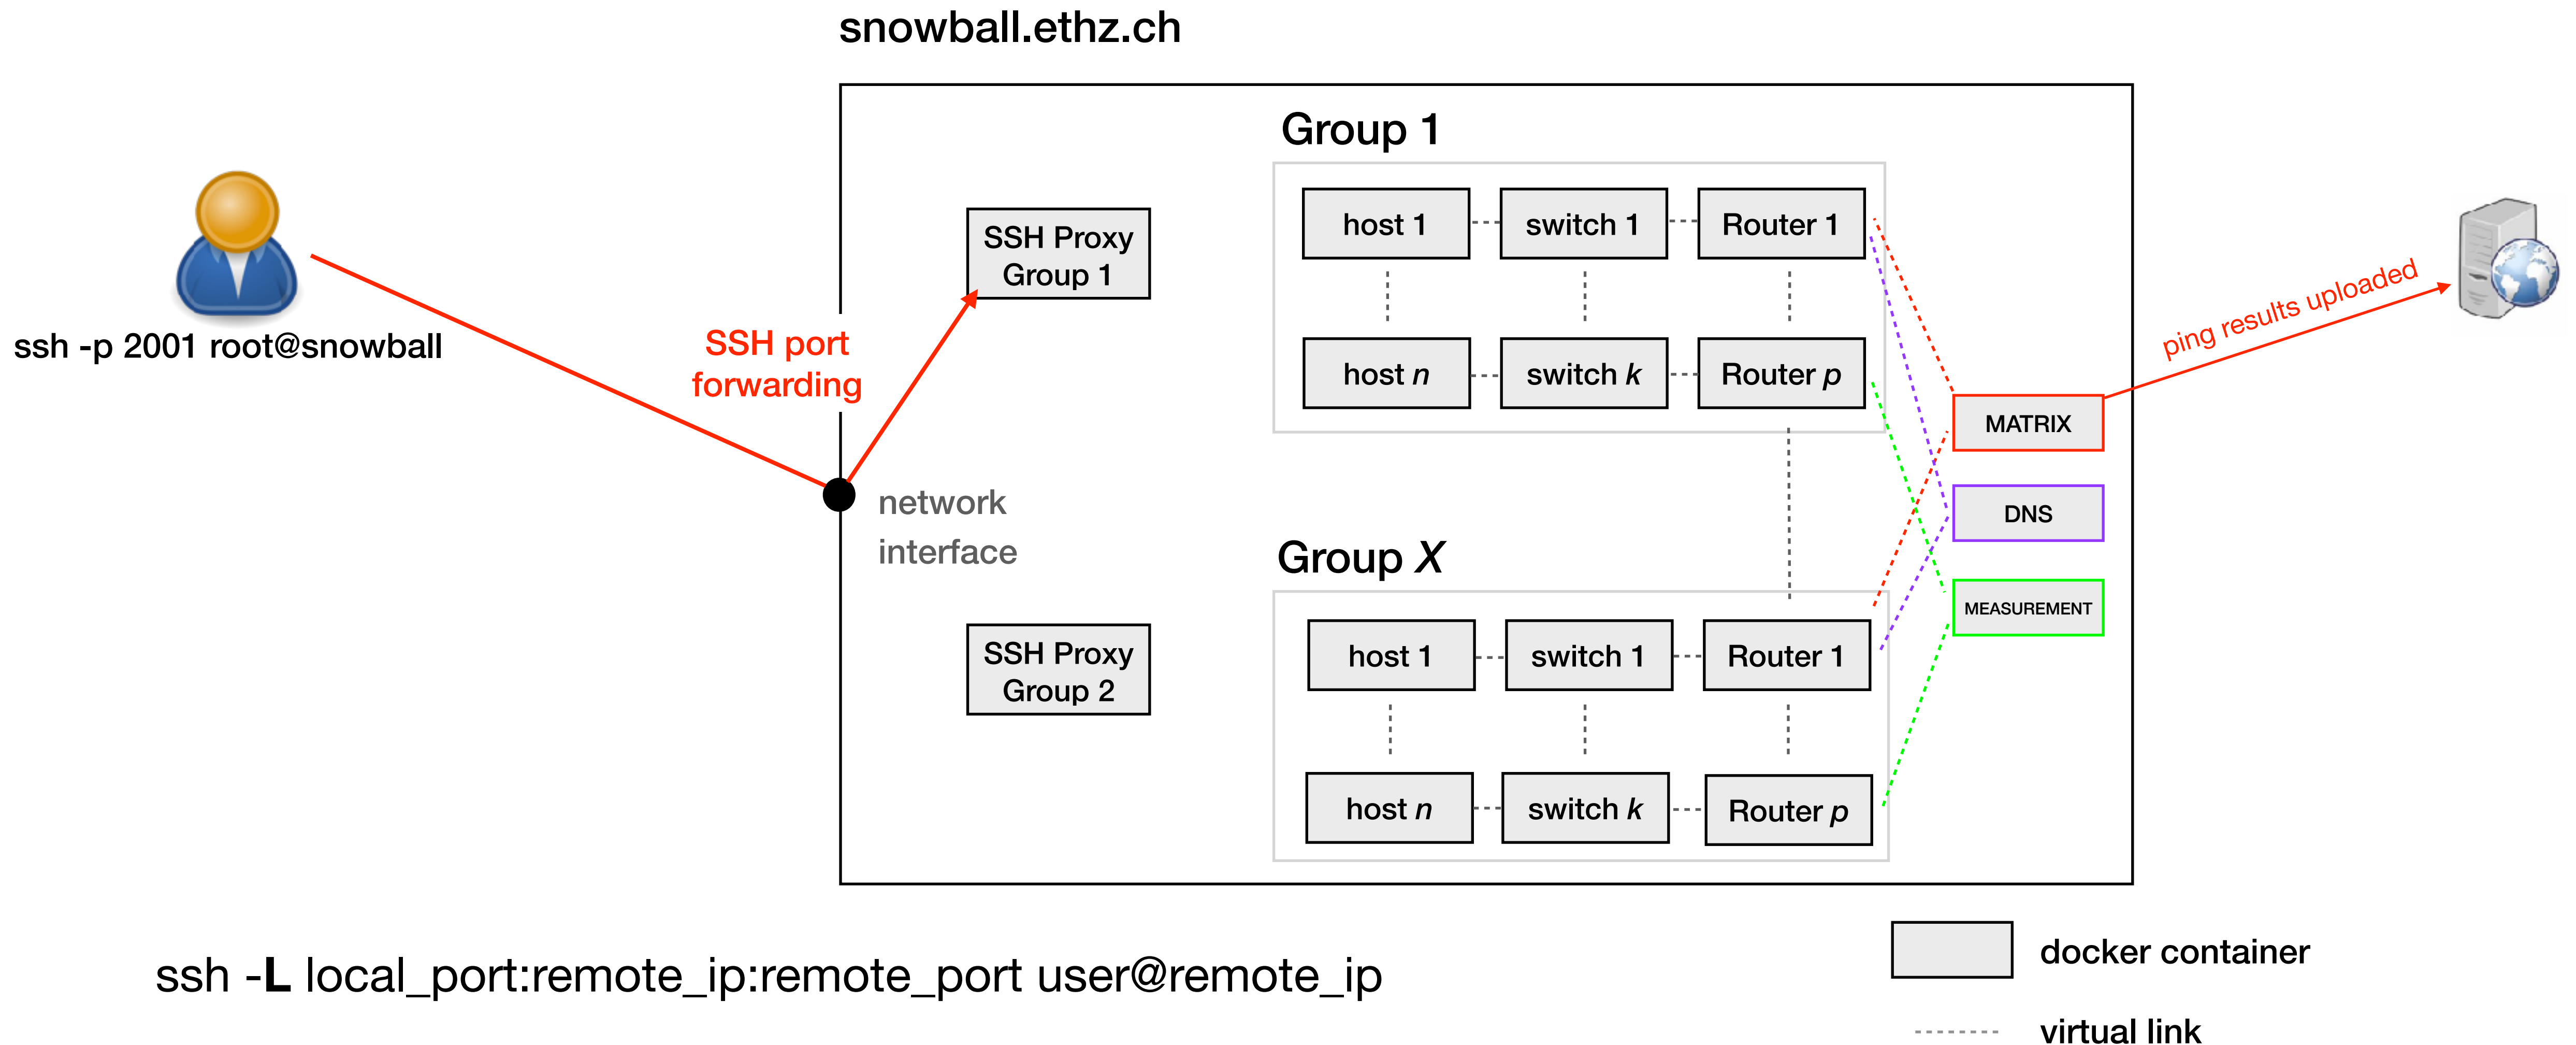 snowball.ethz.ch
ssh -p 2001 root@snowball
SSH port
forwarding
network
interface
SSH Proxy
Group 1
SSH Proxy
Group 2
Group 1
host 1
switch 1
Router 1
host n
switch k
Router p
Group X
host 1
switch 1
Router 1
host n
switch k
Router p
MATRIX
DNS
MEASUREMENT
ping results uploaded
ssh -L local_port:remote_ip:remote_port user@remote_ip
docker container
virtual link